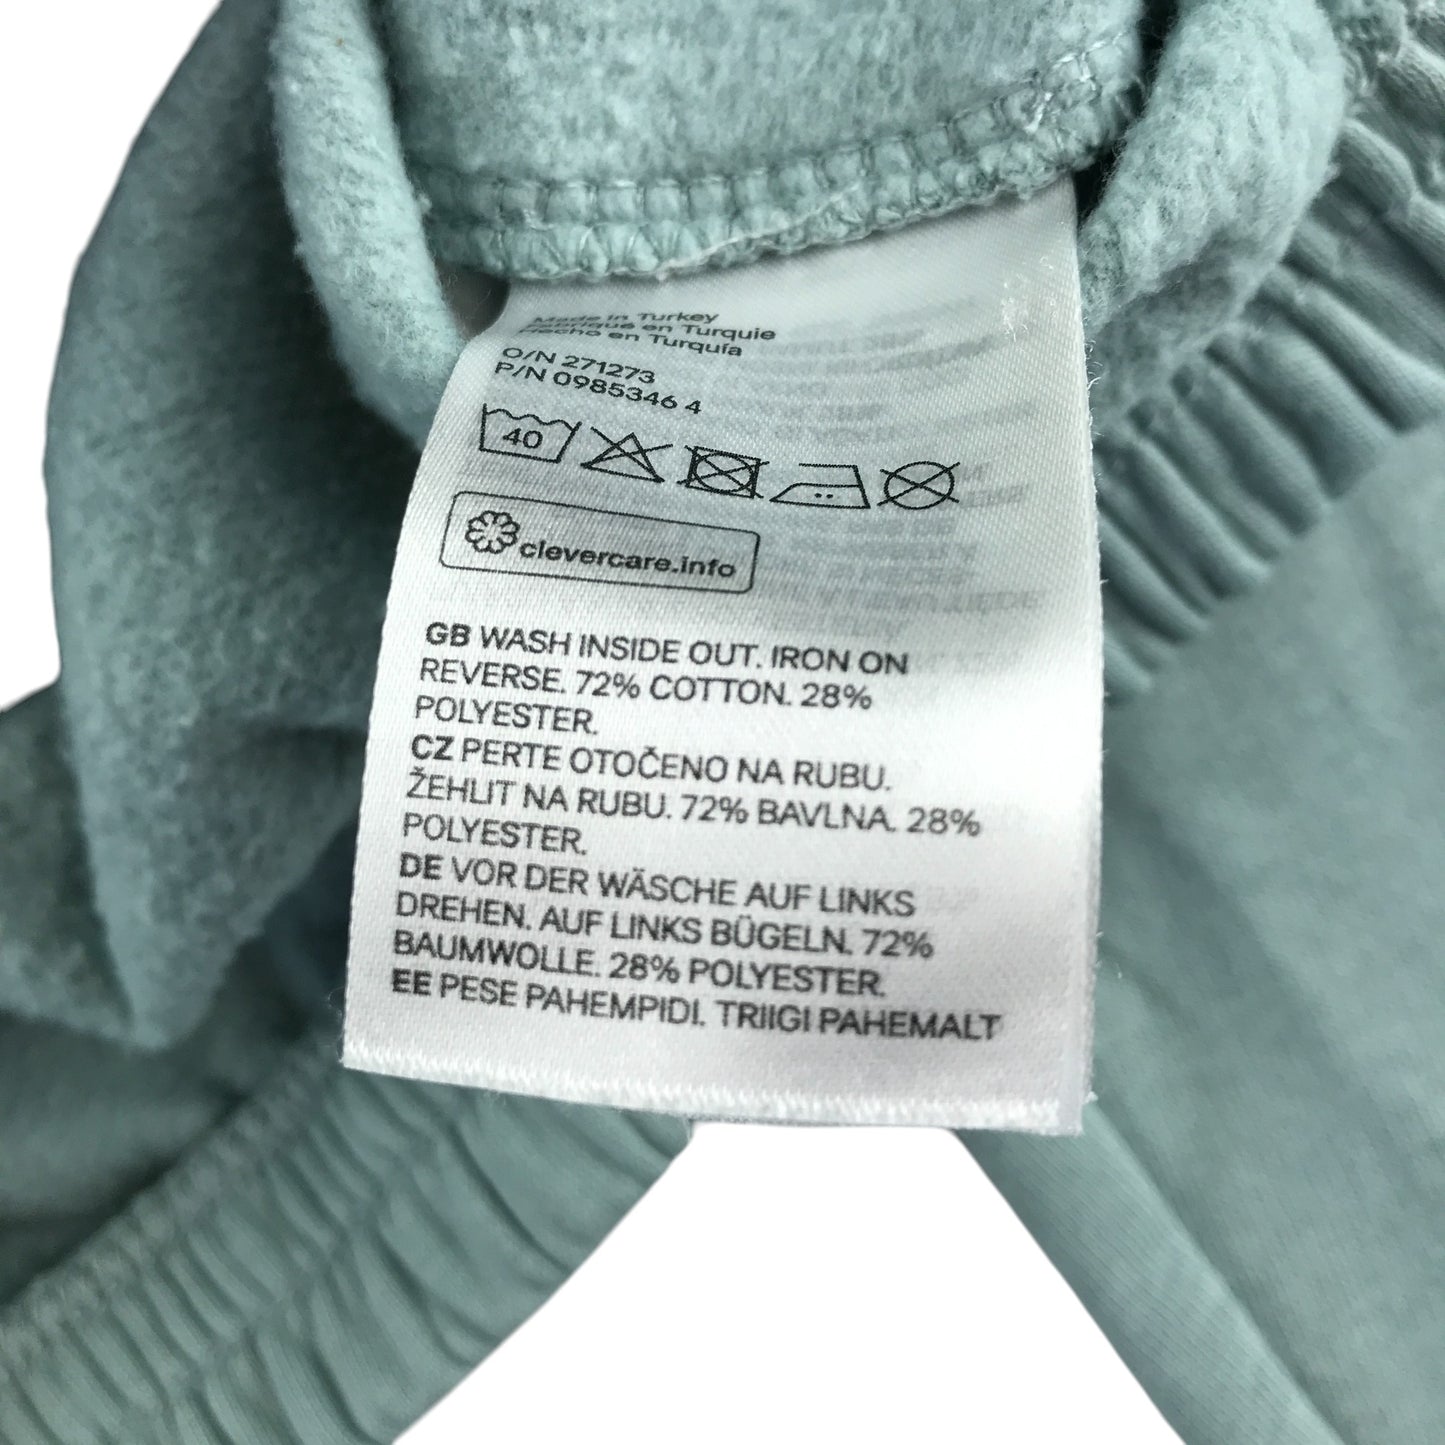 Made in Turkey
Fabriqué en Turquie
Hecho en Turquía
O/N 271273
P/N 0985346 4
40
clevercare.info
GB WASH INSIDE OUT. IRON ON
REVERSE. 72% COTTON. 28%
POLYESTER.
CZ PERTE OTOČENO NA RUBU.
ŽEHLIT NA RUBU. 72% BAVLNA. 28%
POLYESTER.
DE VOR DER WÄSCHE AUF LINKS
DREHEN. AUF LINKS BÜGELN. 72%
BAUMWOLLE. 28% POLYESTER.
EE PESE PAHEMPIDI. TRIIGI PAHEMALT